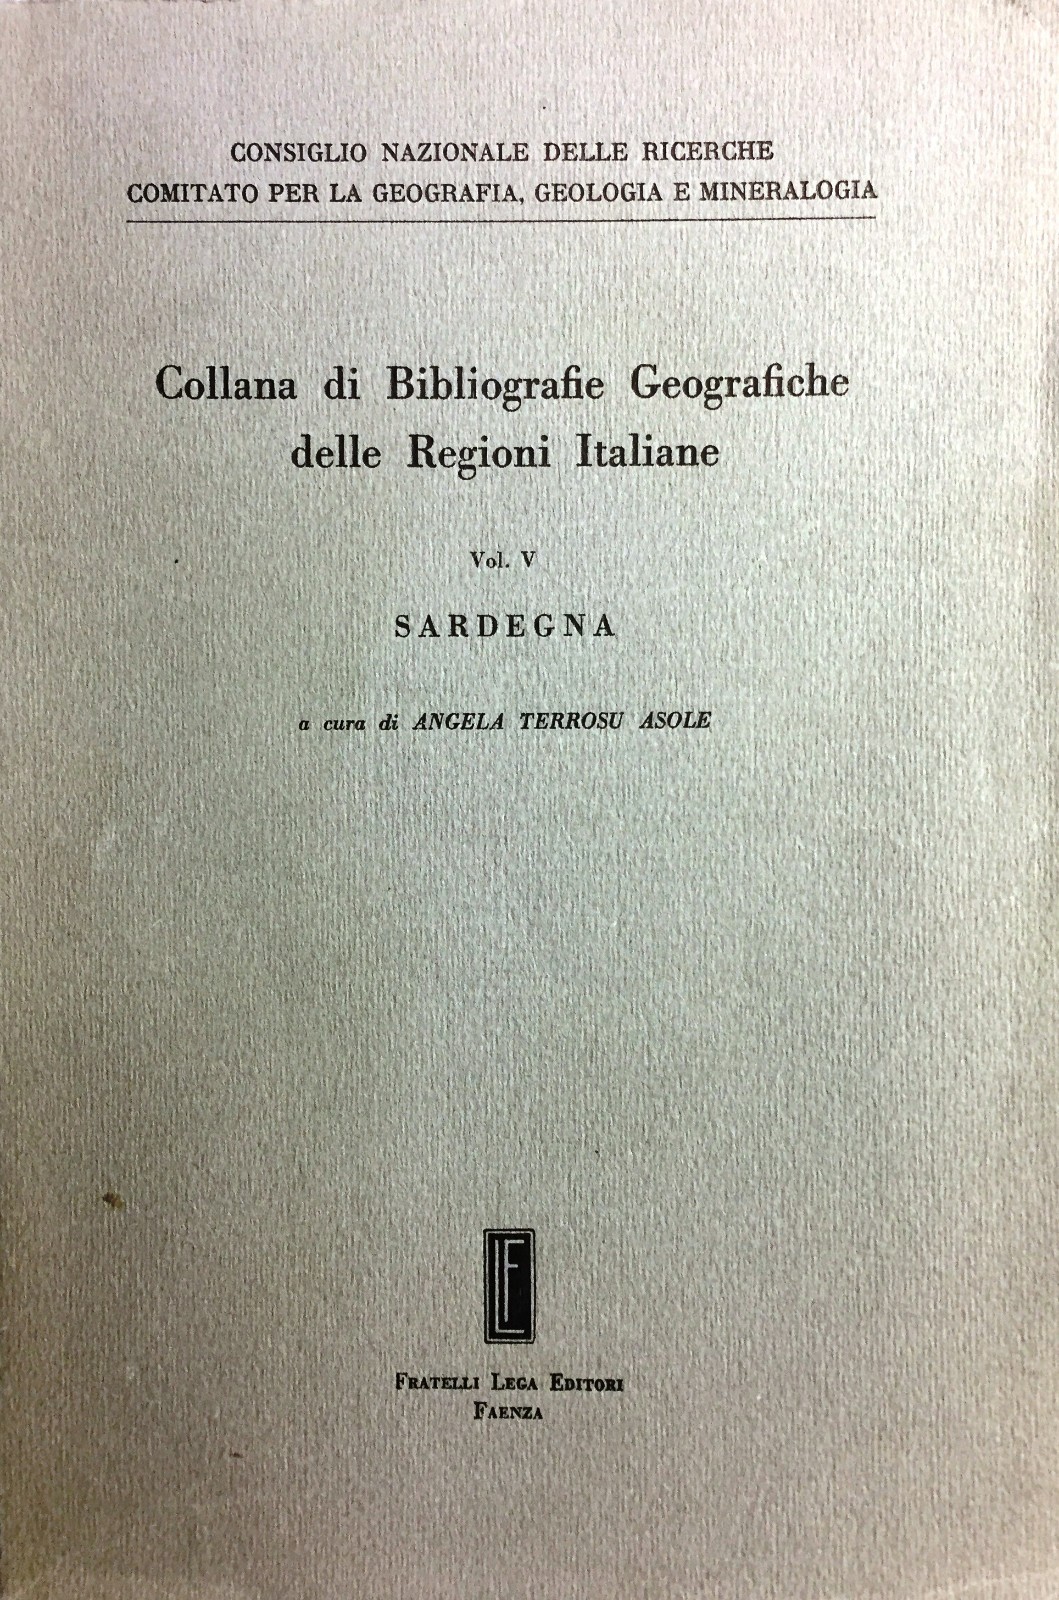 CONSIGLIO NAZIONALE DELLE RICERCHE
COMITATO PER LA GEOGRAFIA, GEOLOGIA E MINERALOGIA
Collana di Bibliografie Geografiche
delle Regioni Italiane
Vol. V
SARDEGNA
a cura di ANGELA TERROSU ASOLE
LF
FRATELLI LEGA EDITORI
FAENZA